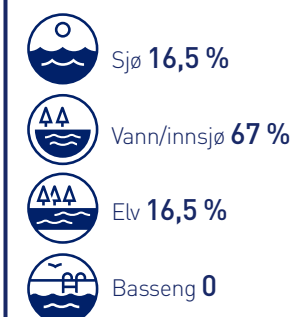 Sjø 16,5 %
Vann/innsjø 67 %
Elv 16,5 %
Basseng 0